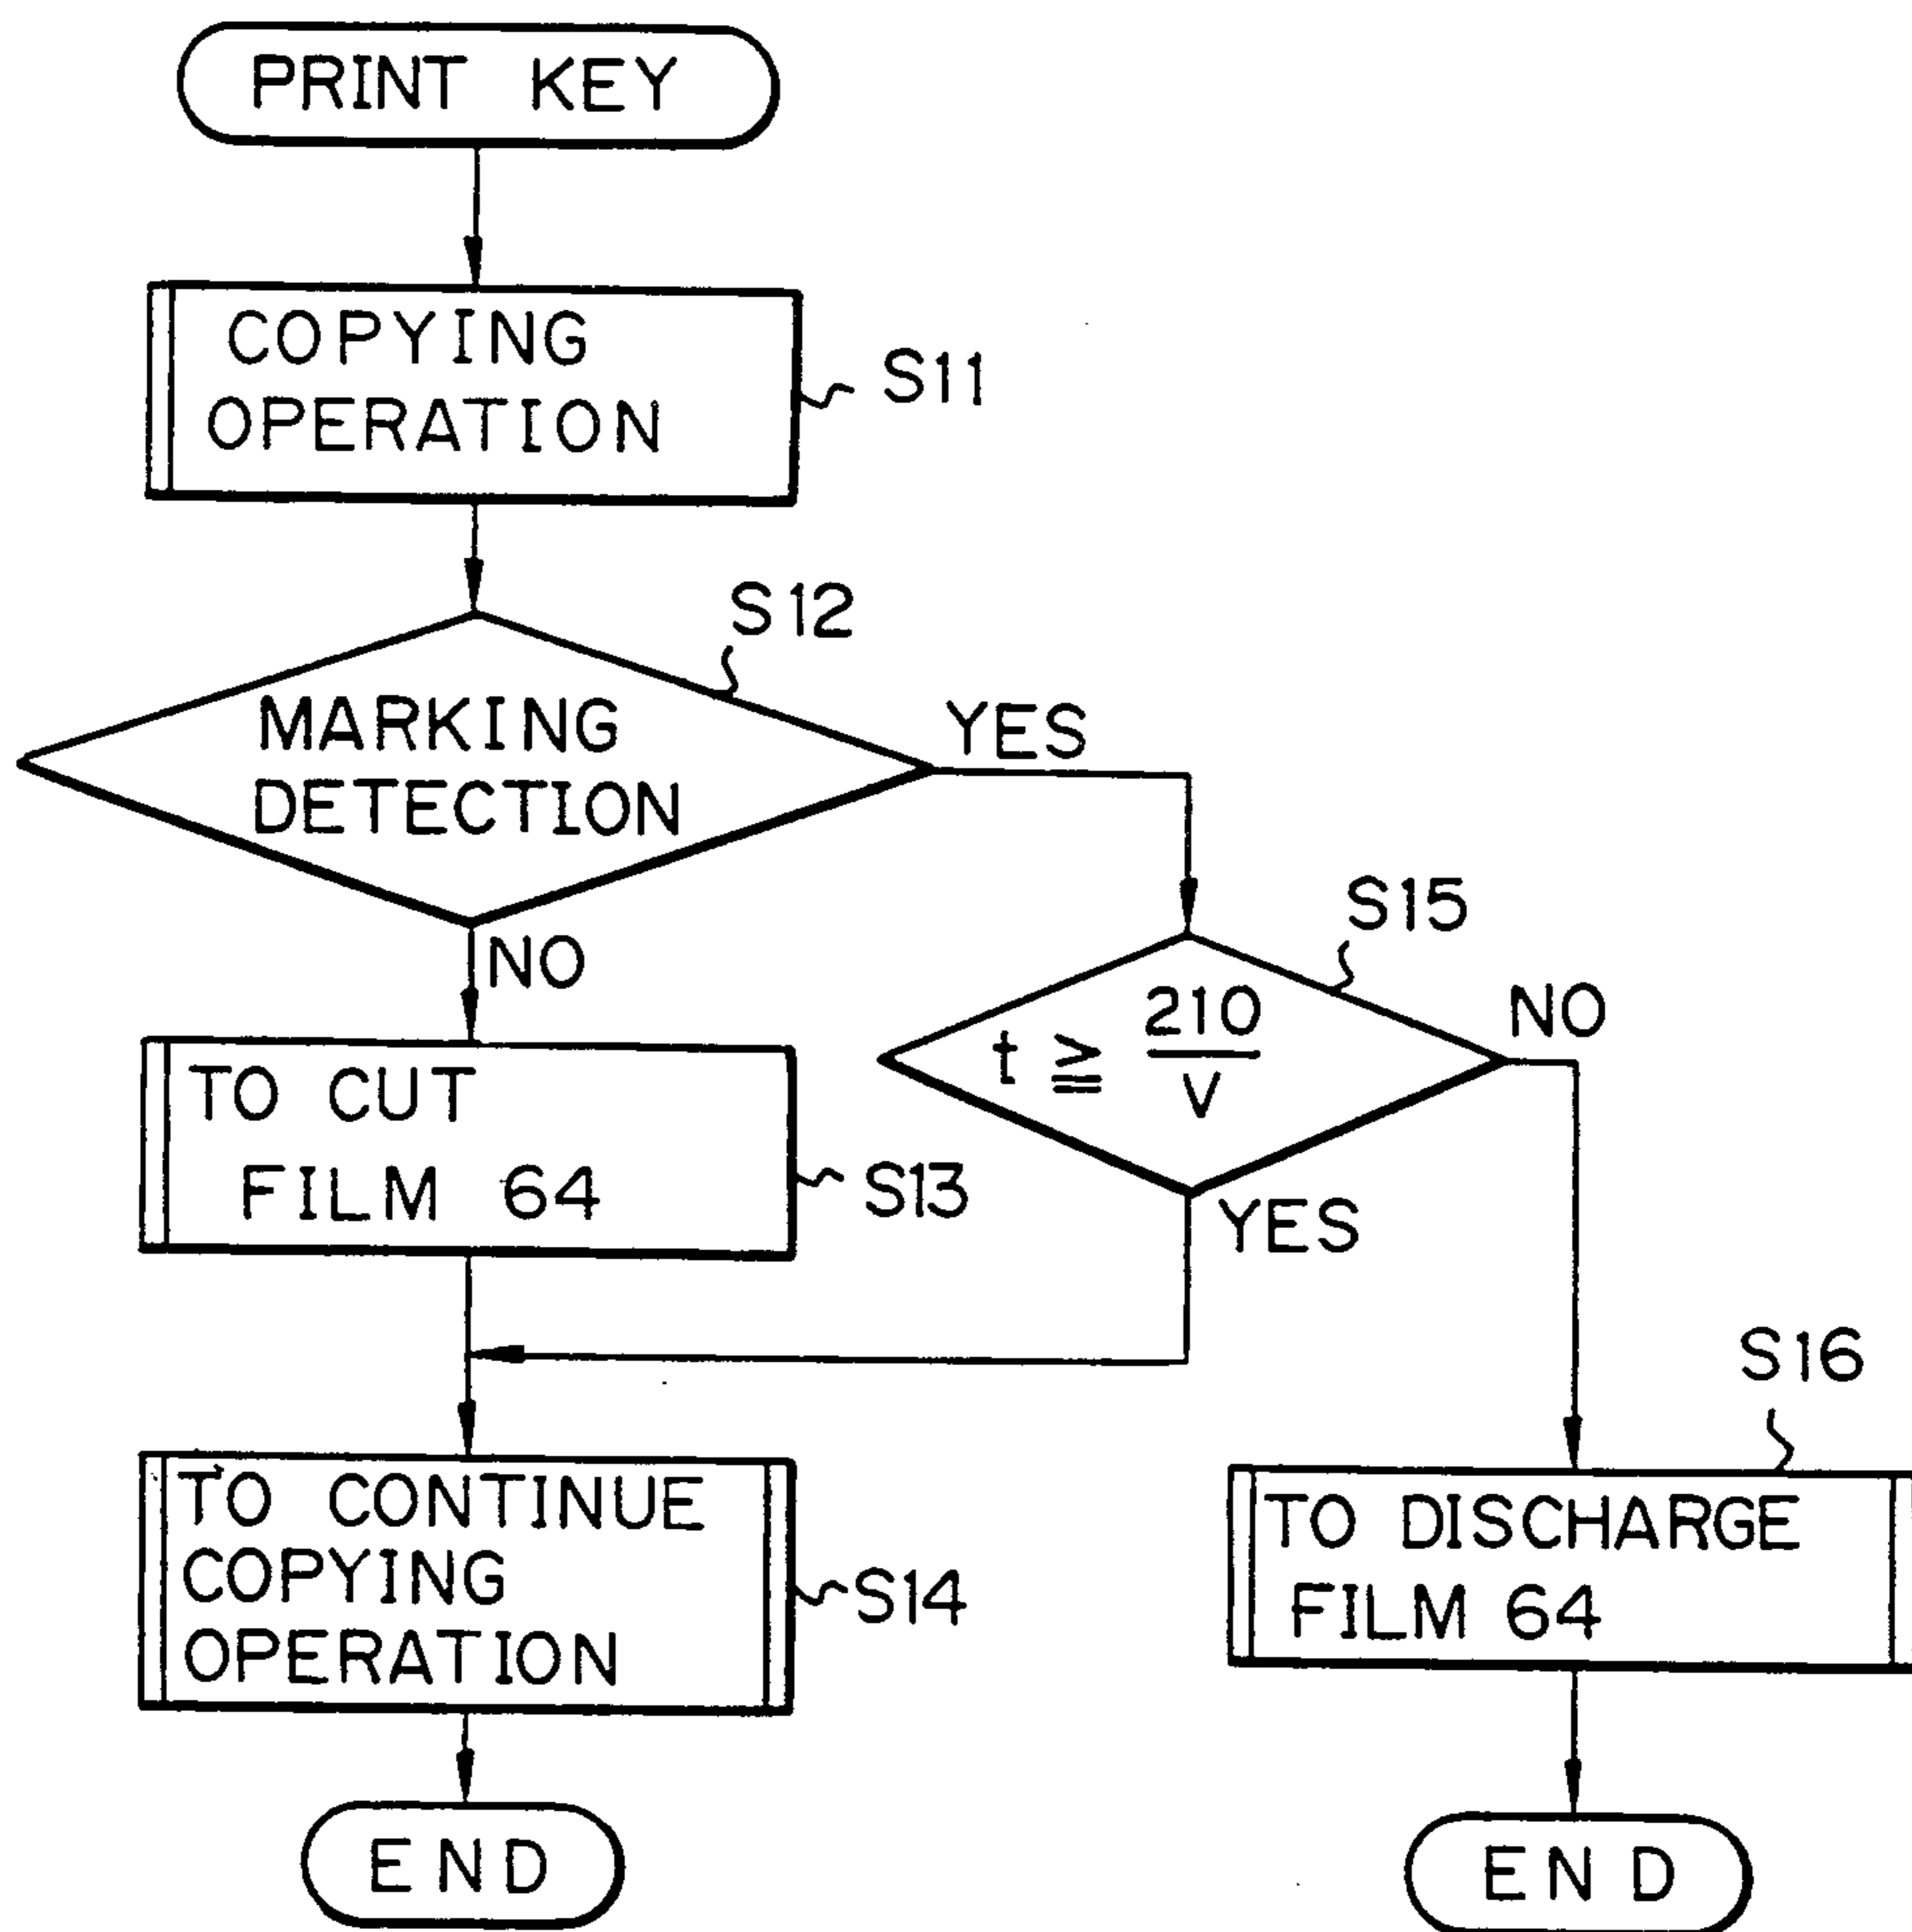 PRINT KEY
COPYING
OPERATION
S11
S12
MARKING
DETECTION
YES
NO
S15
t ≧ 210/V
NO
YES
TO CUT
FILM 64
S13
TO CONTINUE
COPYING
OPERATION
S14
S16
TO DISCHARGE
FILM 64
END
END